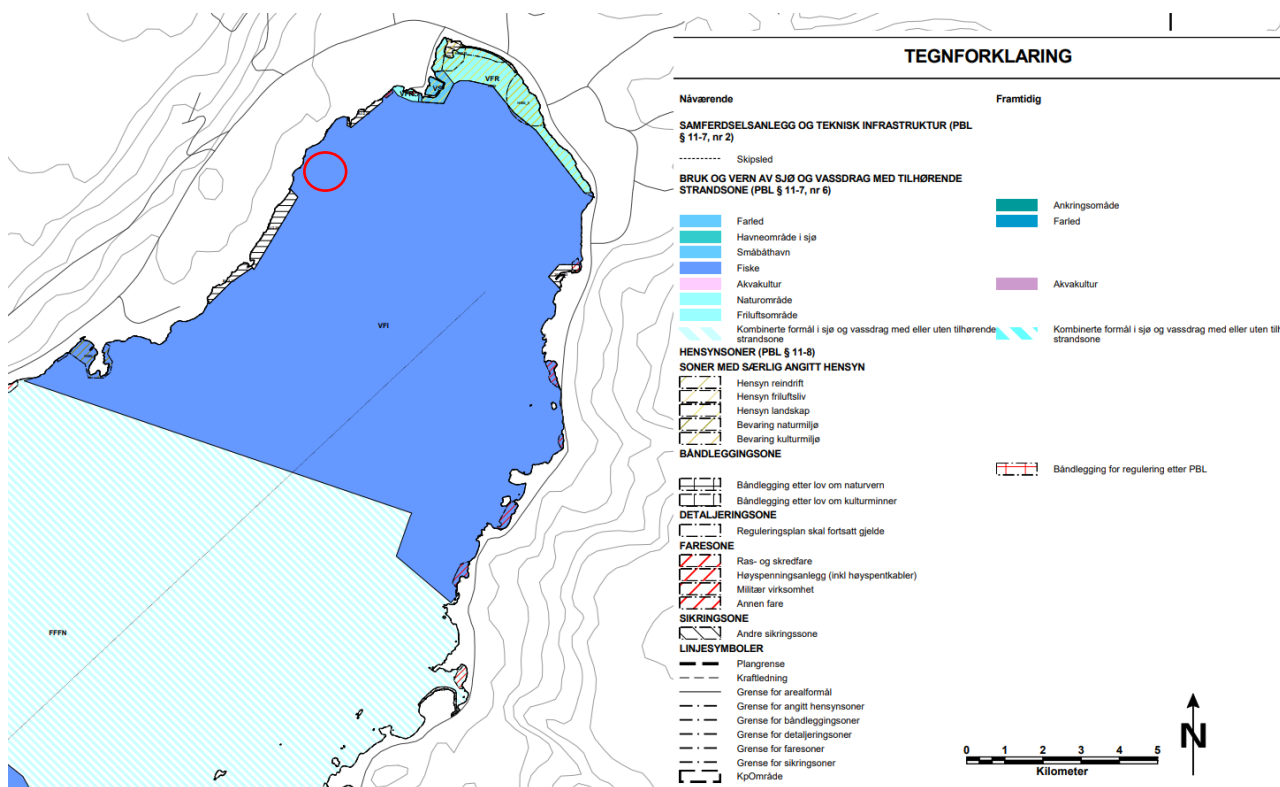 TEGNFORKLARING
Nåværende
Framtidig
SAMFERDSELSANLEGG OG TEKNISK INFRASTRUKTUR (PBL
§ 11-7, nr 2)
Skipsled
BRUK OG VERN AV SJØ OG VASSDRAG MED TILHØRENDE
STRANDSONE (PBL § 11-7, nr 6)
Farled
Havneområde i sjø
Småbåthavn
Fiske
Akvakultur
Naturområde
Friluftsområde
Kombinerte formål i sjø og vassdrag med eller uten tilhørende
strandsone
Ankringsområde
Farled
Akvakultur
Kombinerte formål i sjø og vassdrag med eller uten til
strandsone
HENSYNSONER (PBL § 11-8)
SONER MED SÆRLIG ANGITT HENSYN
Hensyn reindrift
Hensyn friluftsliv
Hensyn landskap
Bevaring naturmiljø
Bevaring kulturmiljø
BÅNDLEGGINGSONE
Båndlegging for regulering etter PBL
Båndlegging etter lov om naturvern
Båndlegging etter lov om kulturminner
DETALJERINGSONE
Reguleringsplan skal fortsatt gjelde
FARESONE
Ras- og skredfare
Høyspenningsanlegg (inkl høyspentkabler)
Militær virksomhet
Annen fare
SIKRINGSONE
Andre sikringssone
LINJESYMBOLER
Plangrense
Kraftledning
Grense for arealformål
Grense for angitt hensynsoner
Grense for båndleggingsoner
Grense for detaljeringsoner
Grense for faresoner
Grense for sikringsoner
KpOmråde
0 1 2 3 4 5
Kilometer
N
VFR
VFI
FFFN